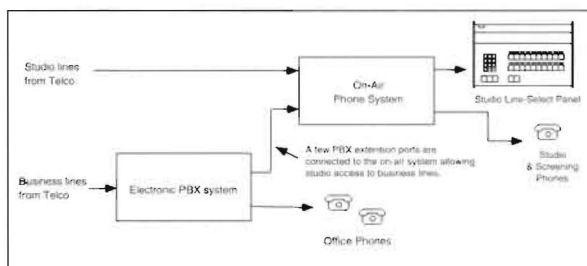 Studio lines
from Telco
On-Air
Phone System
Studio Line-Select Panel
A few PBX extention ports are
connected to the on-air system allowing
studio access to business lines.
Studio
& Screening
Phones
Business lines
from Telco
Electronic PBX system
Office Phones